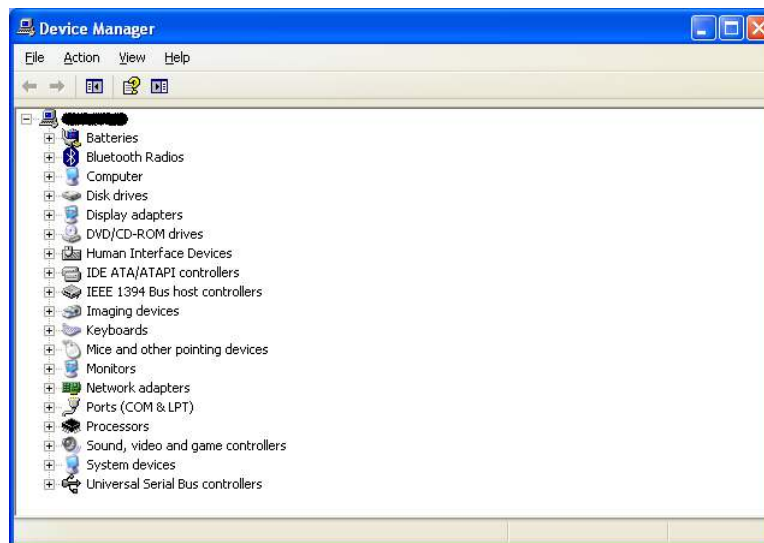 Device Manager
File Action View Help
Batteries
Bluetooth Radios
Computer
Disk drives
Display adapters
DVD/CD-ROM drives
Human Interface Devices
IDE ATA/ATAPI controllers
IEEE 1394 Bus host controllers
Imaging devices
Keyboards
Mice and other pointing devices
Monitors
Network adapters
Ports (COM & LPT)
Processors
Sound, video and game controllers
System devices
Universal Serial Bus controllers